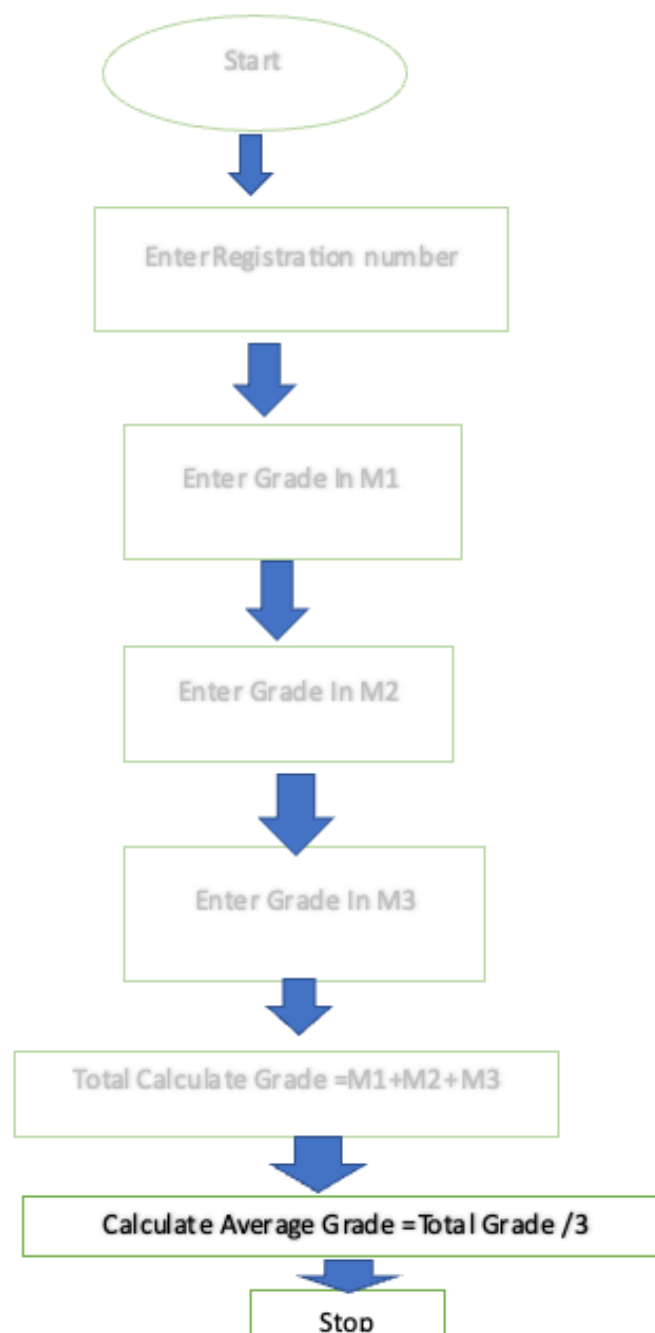 Start
Enter Registration number
Enter Grade In M1
Enter Grade In M2
Enter Grade In M3
Total Calculate Grade =M1+M2+M3
Calculate Average Grade =Total Grade /3
Stop